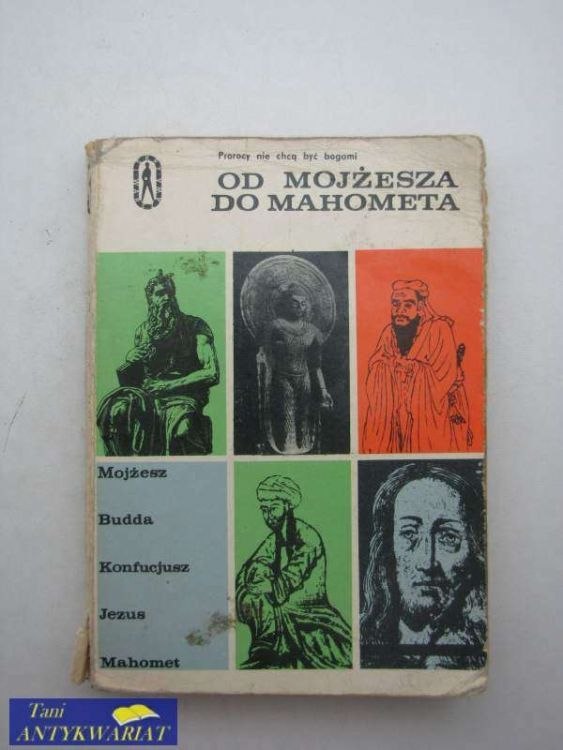 Prorocy nie chcą być bogami
OD MOJŻESZA
DO MAHOMETA
Mojżesz
Budda
Konfucjusz
Jezus
Mahomet
Tani
ANTYKWARIAT